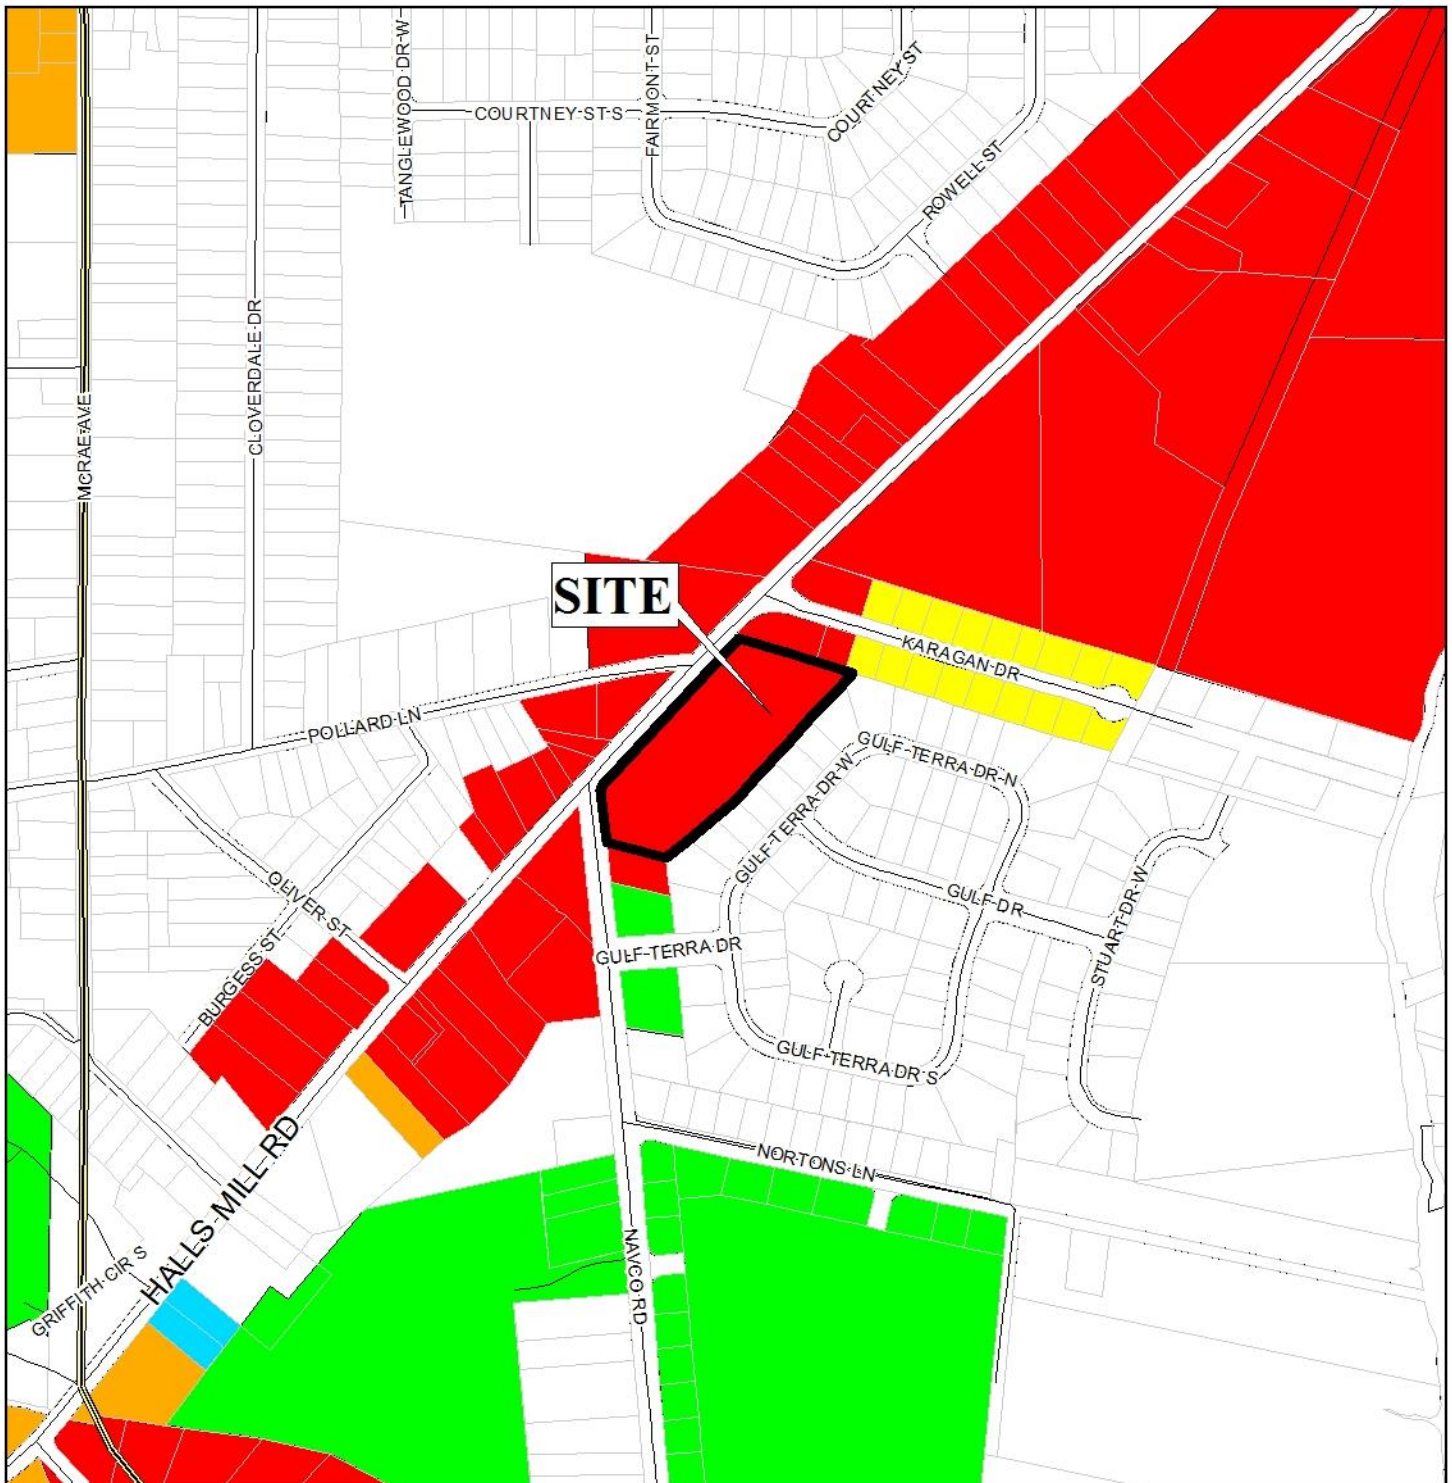 TANGLEWOOD-DR-W
COURTNEY-ST-S
FAIRMONT-ST
COURTNEY-ST
ROWELL-ST
MCRAE-AVE
CLOVERDALE-DR
SITE
KARAGAN-DR
POLLARD-LN
GULF-TERRA-DR-N
GULF-TERRA-DR-W
OLIVER-ST
GULF-DR
STUART-DR-W
BURGESS-ST
GULF-TERRA-DR
GULF-TERRA-DR S
HALLS MILL RD
NORTONS-LN
NAVCO-RD
GRIFFITH-CIR S